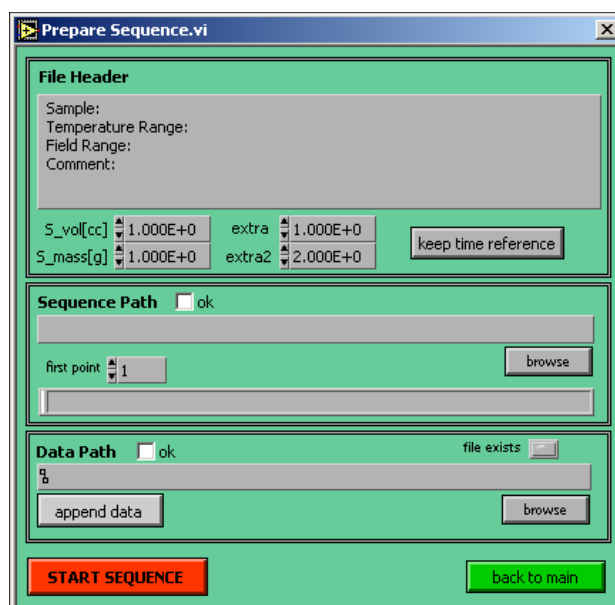 Prepare Sequence.vi
File Header
Sample:
Temperature Range:
Field Range:
Comment:
S_vol[cc] 1.000E+0 extra 1.000E+0
keep time reference
S_mass[g] 1.000E+0 extra2 2.000E+0
Sequence Path ok
browse
first point 1
Data Path ok file exists
append data browse
START SEQUENCE back to main